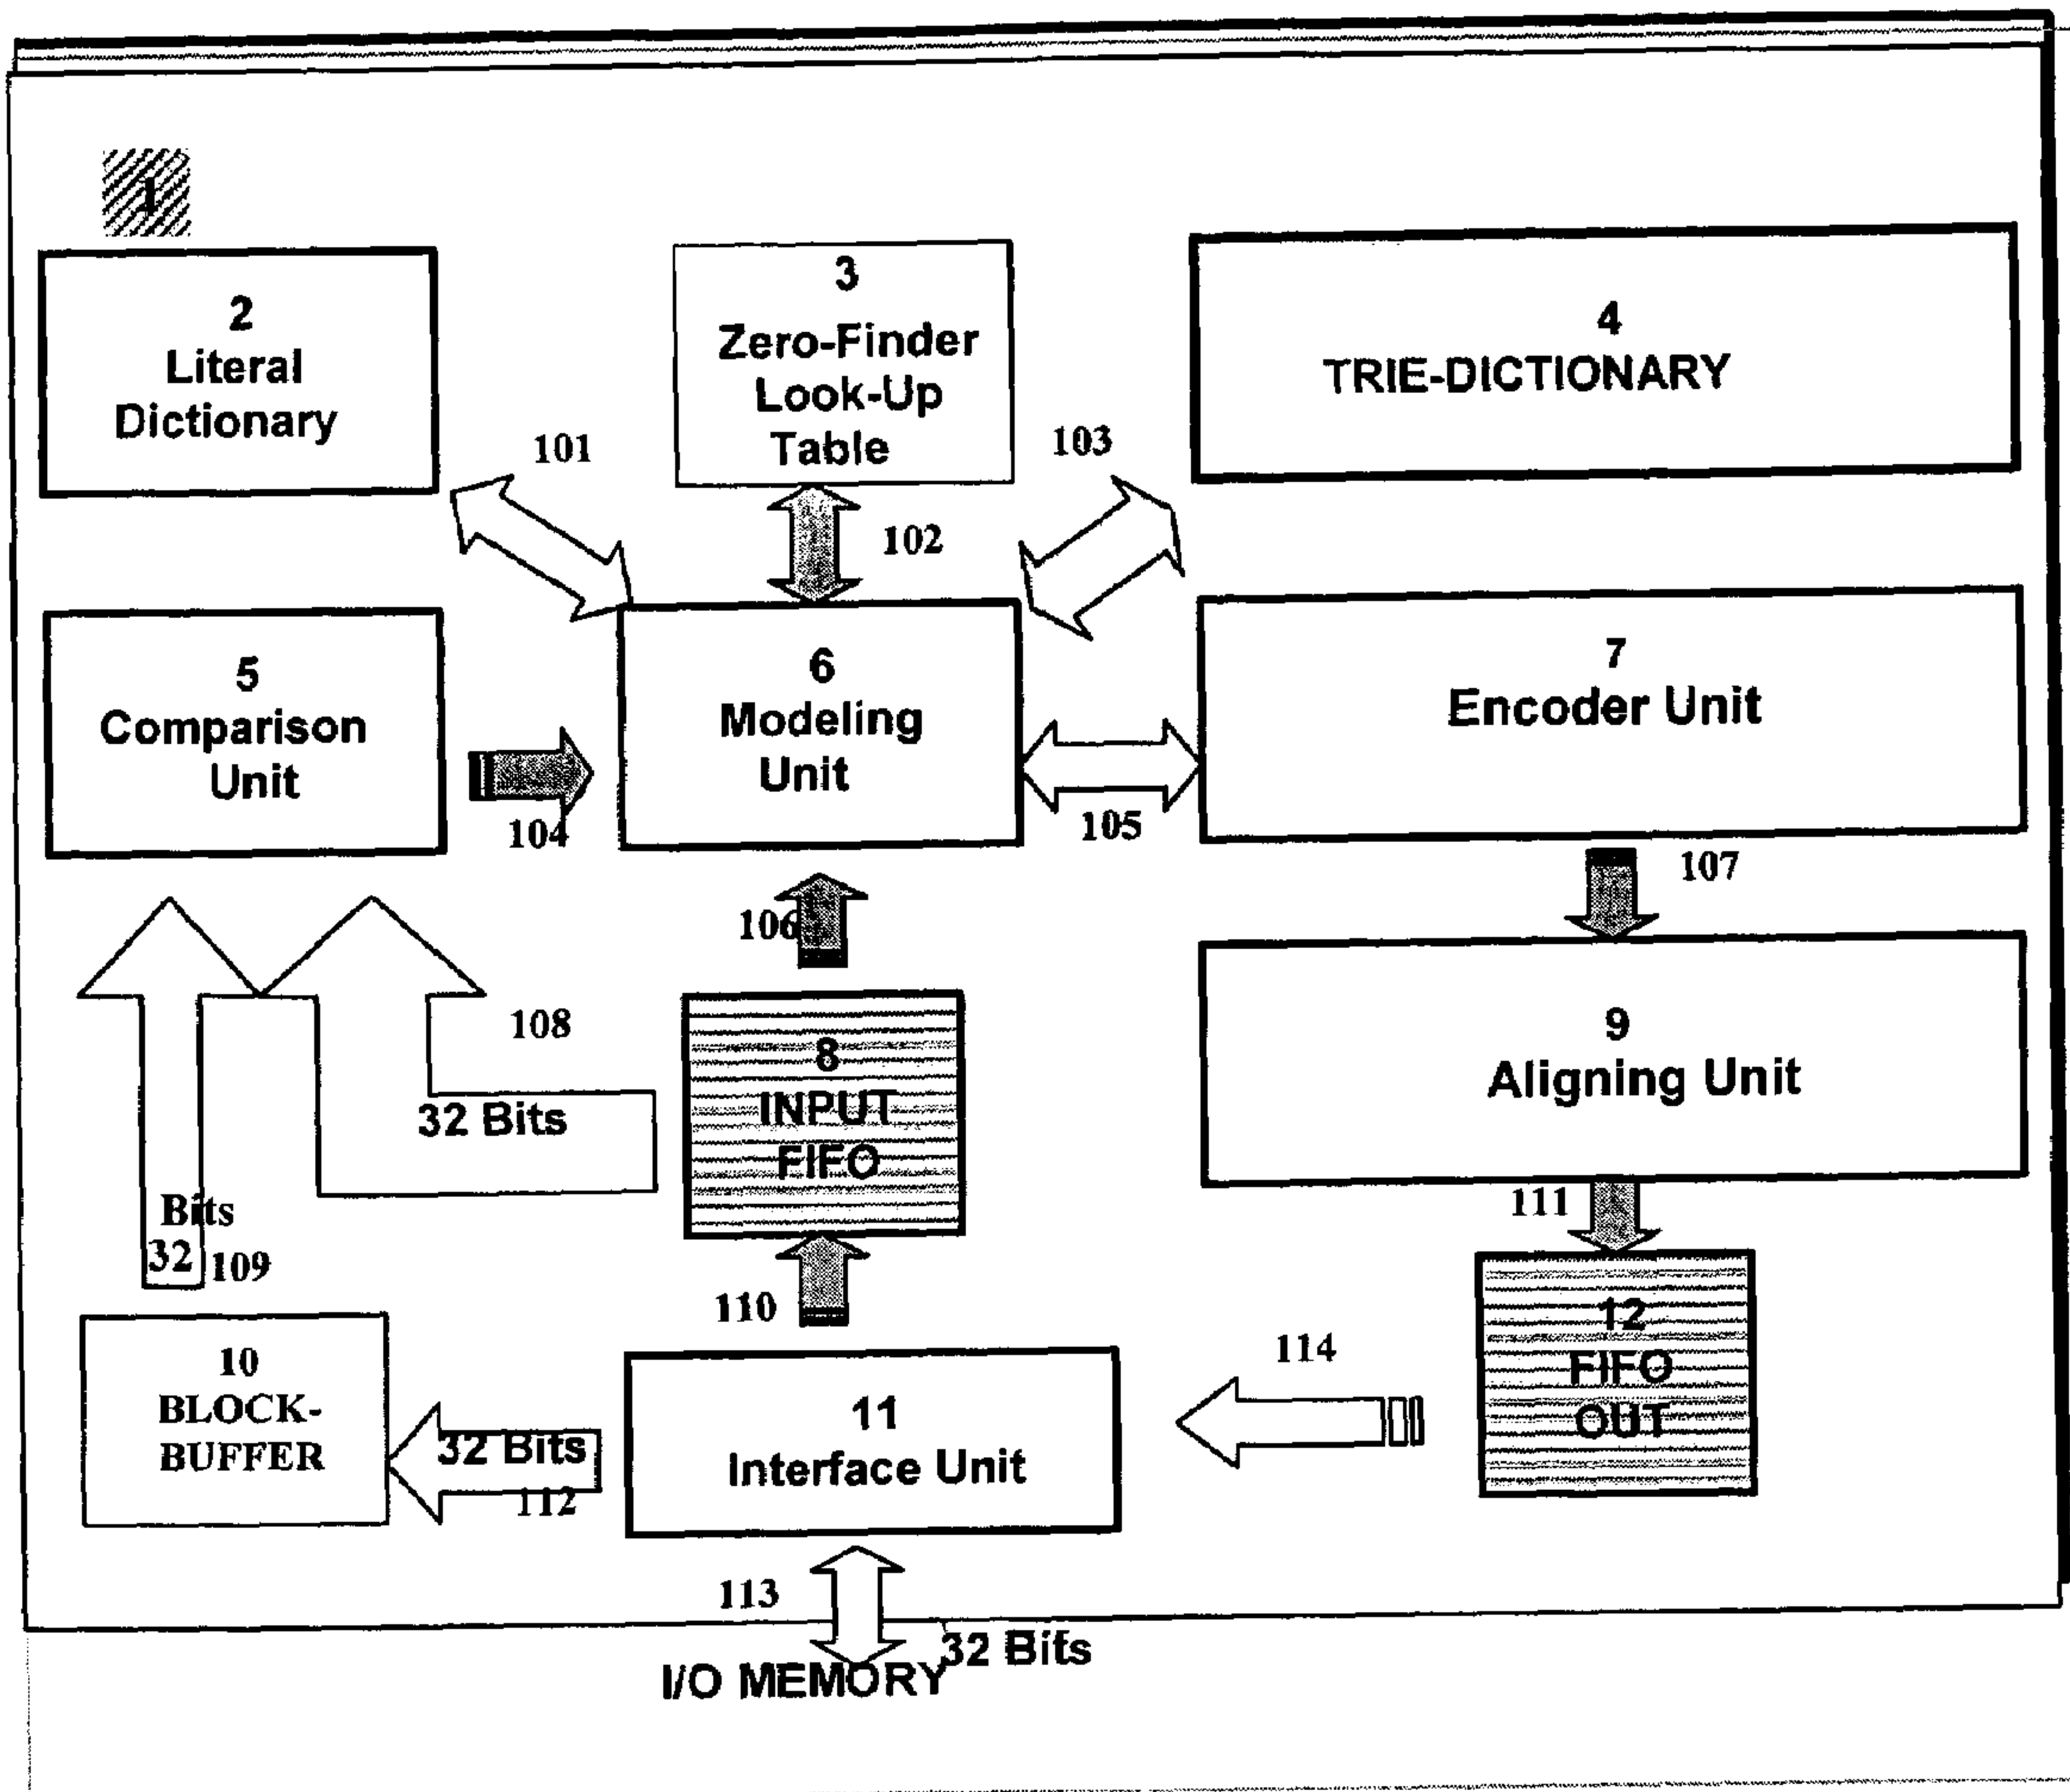 1
2
Literal
Dictionary
3
Zero-Finder
Look-Up
Table
4
TRIE-DICTIONARY
101
102
103
5
Comparison
Unit
104
6
Modeling
Unit
105
7
Encoder Unit
106
107
108
32 Bits
8
INPUT
FIFO
9
Aligning Unit
Bits
32
109
110
111
10
BLOCK-
BUFFER
32 Bits
112
11
Interface Unit
114
12
FIFO
OUT
113
32 Bits
I/O MEMORY